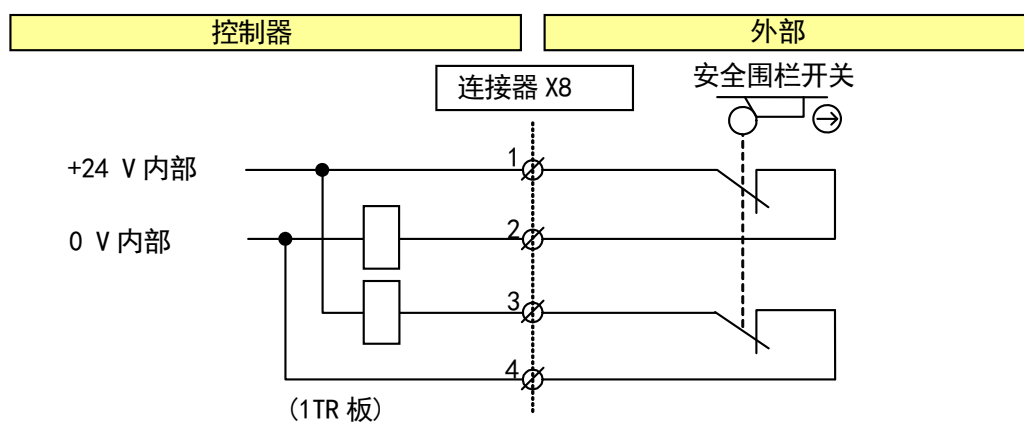 控制器
外部
连接器 X8
安全围栏开关
+24 V 内部
1
0 V 内部
2
3
4
(1TR 板)